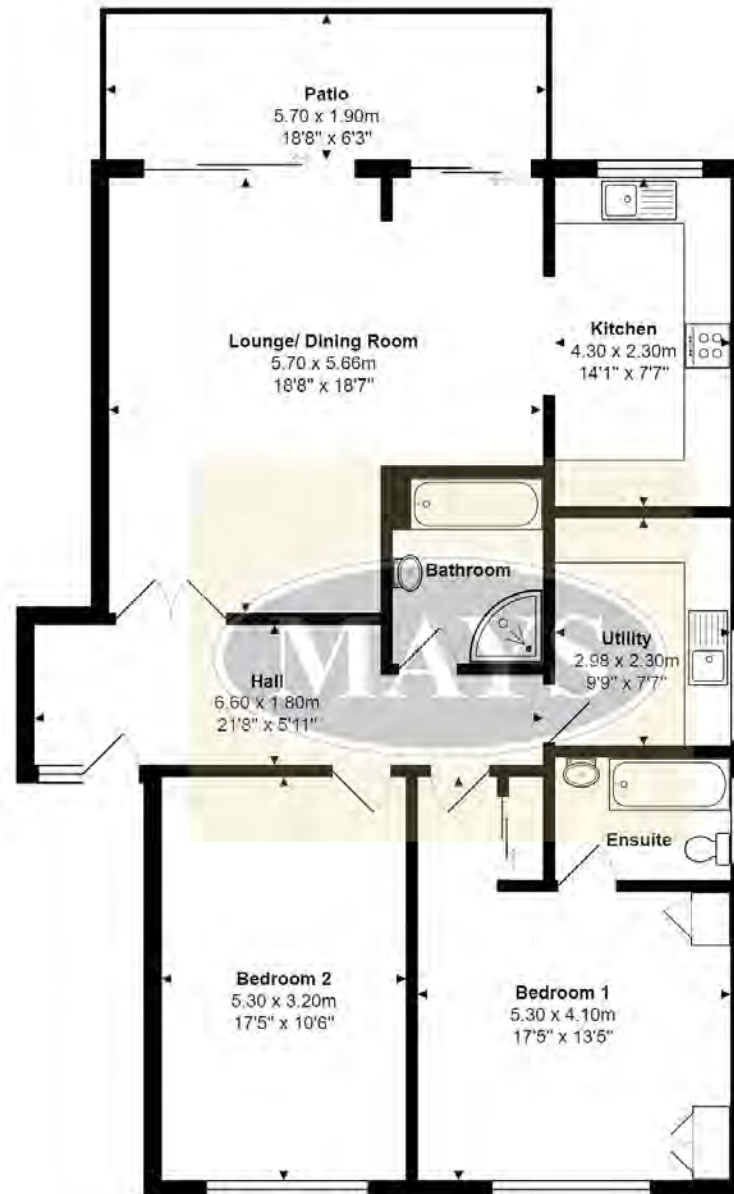 Patio
5.70 x 1.90m
18'8" x 6'3"
Lounge/ Dining Room
5.70 x 5.66m
18'8" x 18'7"
Kitchen
4.30 x 2.30m
14'1" x 7'7"
Bathroom
MAYS
Utility
2.98 x 2.30m
9'9" x 7'7"
Hall
6.60 x 1.80m
21'8" x 5'11"
Ensuite
Bedroom 2
5.30 x 3.20m
17'5" x 10'6"
Bedroom 1
5.30 x 4.10m
17'5" x 13'5"